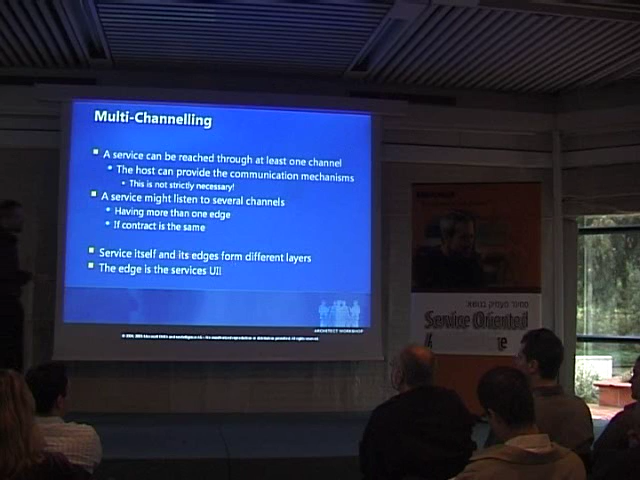 Multi-Channelling
A service can be reached through at least one channel
The host can provide the communication mechanisms
This is not strictly necessary!
A service might listen to several channels
Having more than one edge
If contract is the same
Service itself and its edges form different layers
The edge is the services UI!
ARCHITECT WORKSHOP
Service Oriented